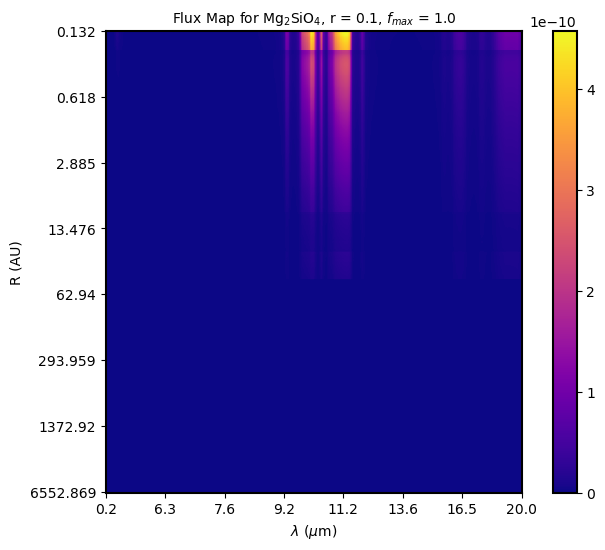 Flux Map for Mg₂SiO₄, r = 0.1, f_max = 1.0
1e−10
0.132
0.618
2.885
13.476
62.94
293.959
1372.92
6552.869
R (AU)
0.2 6.3 7.6 9.2 11.2 13.6 16.5 20.0
λ (μm)
4
3
2
1
0